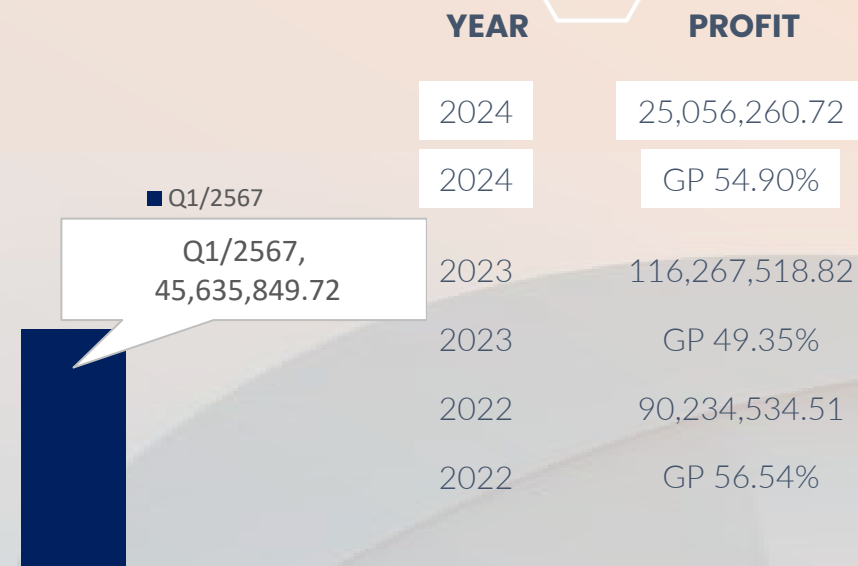 YEAR PROFIT
2024 25,056,260.72
2024 GP 54.90%
Q1/2567
Q1/2567,
45,635,849.72
2023 116,267,518.82
2023 GP 49.35%
2022 90,234,534.51
2022 GP 56.54%